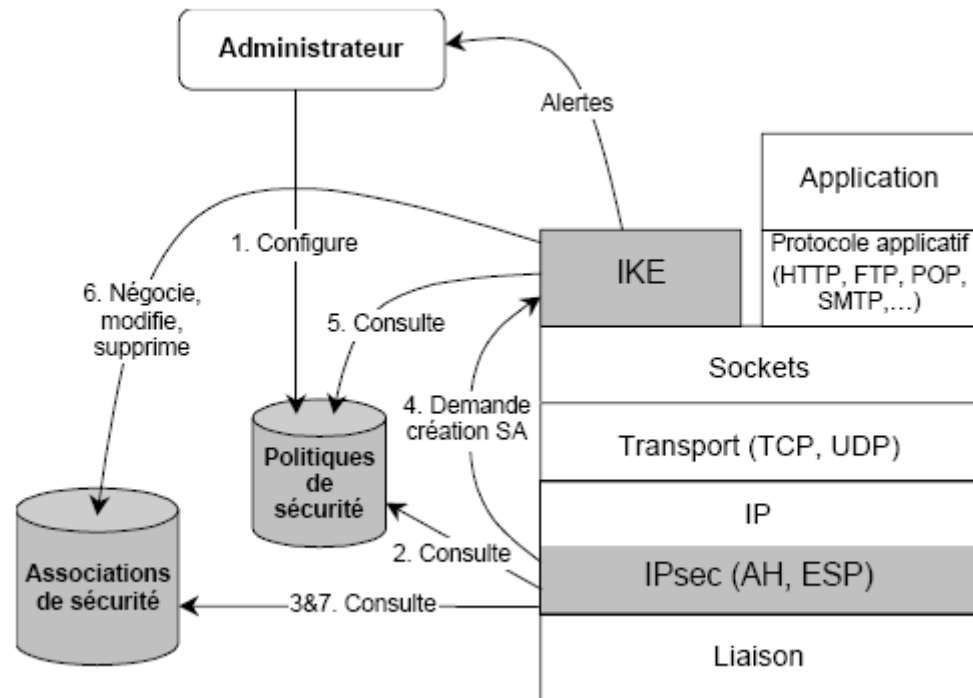 Administrateur
Alertes
Application
1. Configure
IKE
Protocole applicatif
(HTTP, FTP, POP,
SMTP,...)
6. Négocie,
modifie,
supprime
5. Consulte
Sockets
4. Demande
création SA
Transport (TCP, UDP)
Politiques
de
sécurité
IP
2. Consulte
IPsec (AH, ESP)
Associations
de sécurité
3&7. Consulte
Liaison